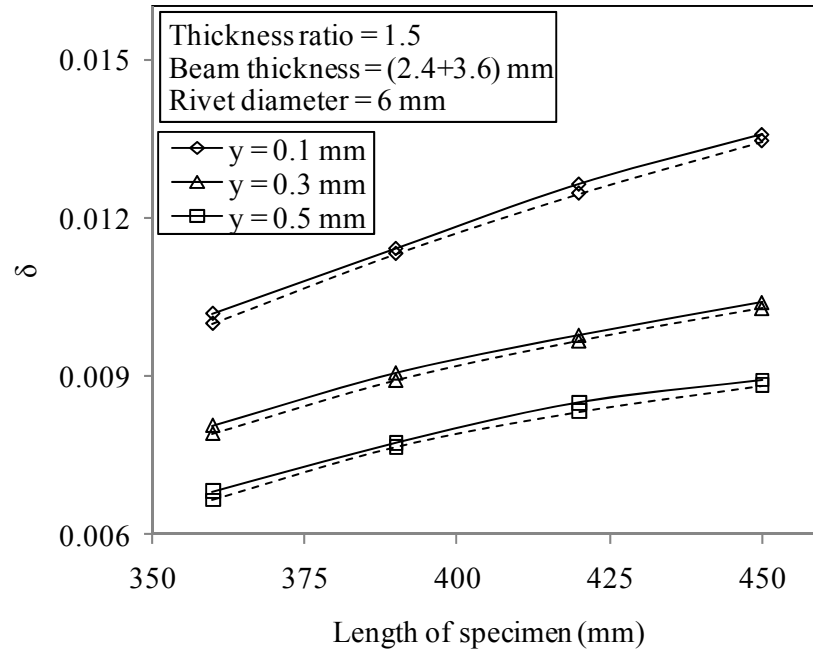 Thickness ratio = 1.5
Beam thickness = (2.4+3.6) mm
Rivet diameter = 6 mm
y = 0.1 mm
y = 0.3 mm
y = 0.5 mm
0.015
0.012
0.009
0.006
δ
350
375
400
425
450
Length of specimen (mm)